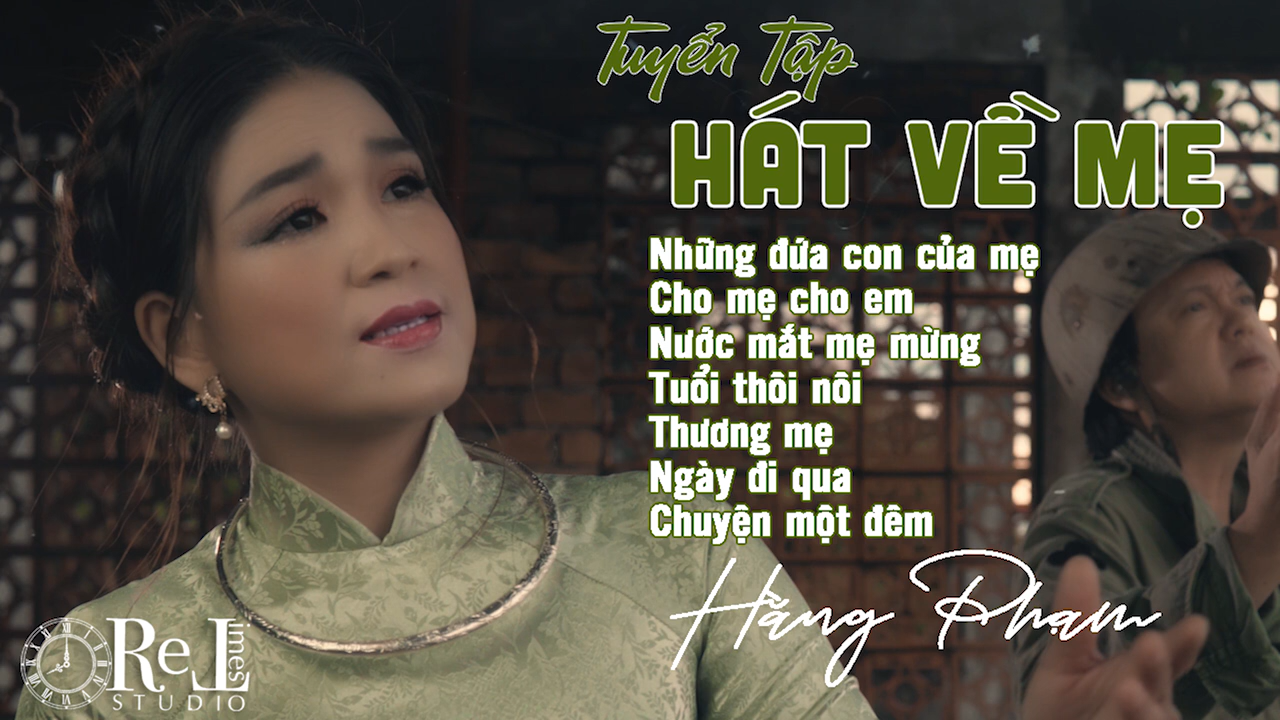 Tuyển Tập
HÁT VỀ MẸ
Những đứa con của mẹ
Cho mẹ cho em
Nước mắt mẹ mừng
Tuổi thôi nôi
Thương mẹ
Ngày đi qua
Chuyện một đêm
Hằng Phạm
ReTimes
STUDIO